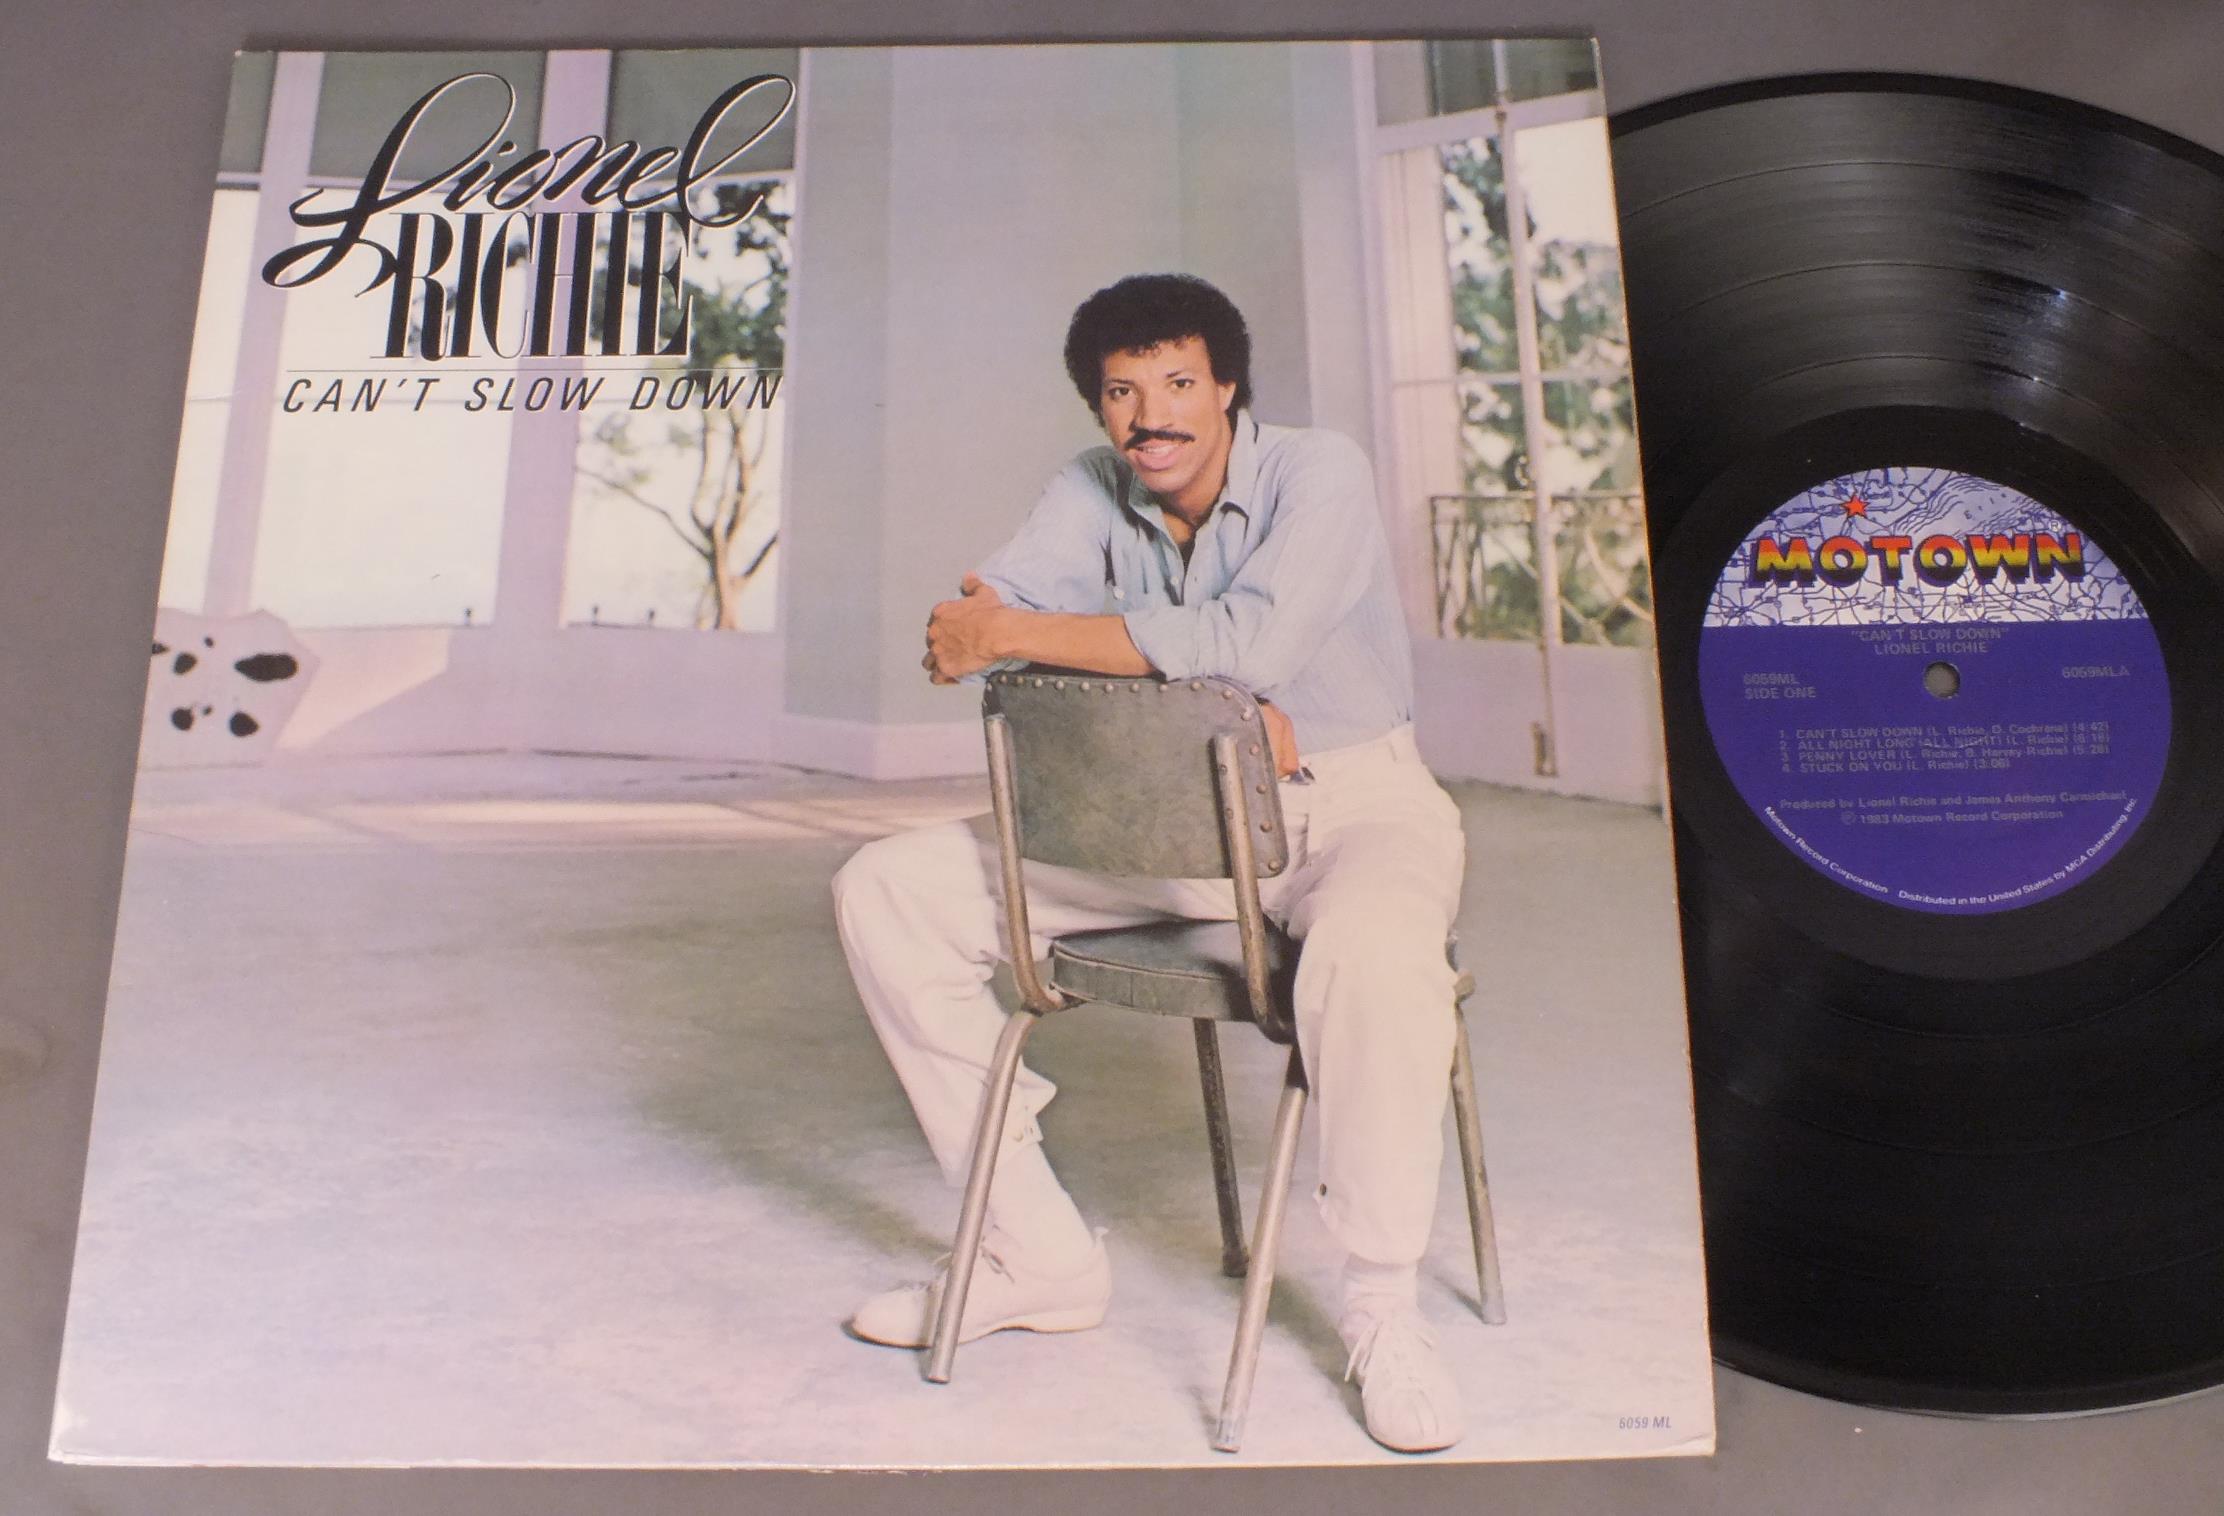 Lionel
RICHIE
CAN'T SLOW DOWN
6059 ML
MOTOWN
®
"CAN'T SLOW DOWN"
LIONEL RICHIE
6059ML
SIDE ONE
6059MLA
1. CAN'T SLOW DOWN (L. Richie, D. Cochrane) (4:42)
2. ALL NIGHT LONG (ALL NIGHT) (L. Richie) (6:18)
3. PENNY LOVER (L. Richie, B. Harvey-Richie) (5:28)
4. STUCK ON YOU (L. Richie) (3:06)
Produced by Lionel Richie and James Anthony Carmichael
℗ 1983 Motown Record Corporation
Motown Record Corporation Distributed in the United States by MCA Distributing, Inc.